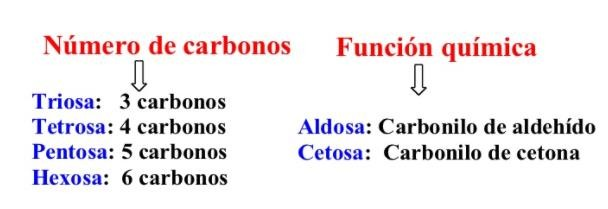 Número de carbonos
Triosa: 3 carbonos
Tetrosa: 4 carbonos
Pentosa: 5 carbonos
Hexosa: 6 carbonos
Función química
Aldosa: Carbonilo de aldehído
Cetosa: Carbonilo de cetona